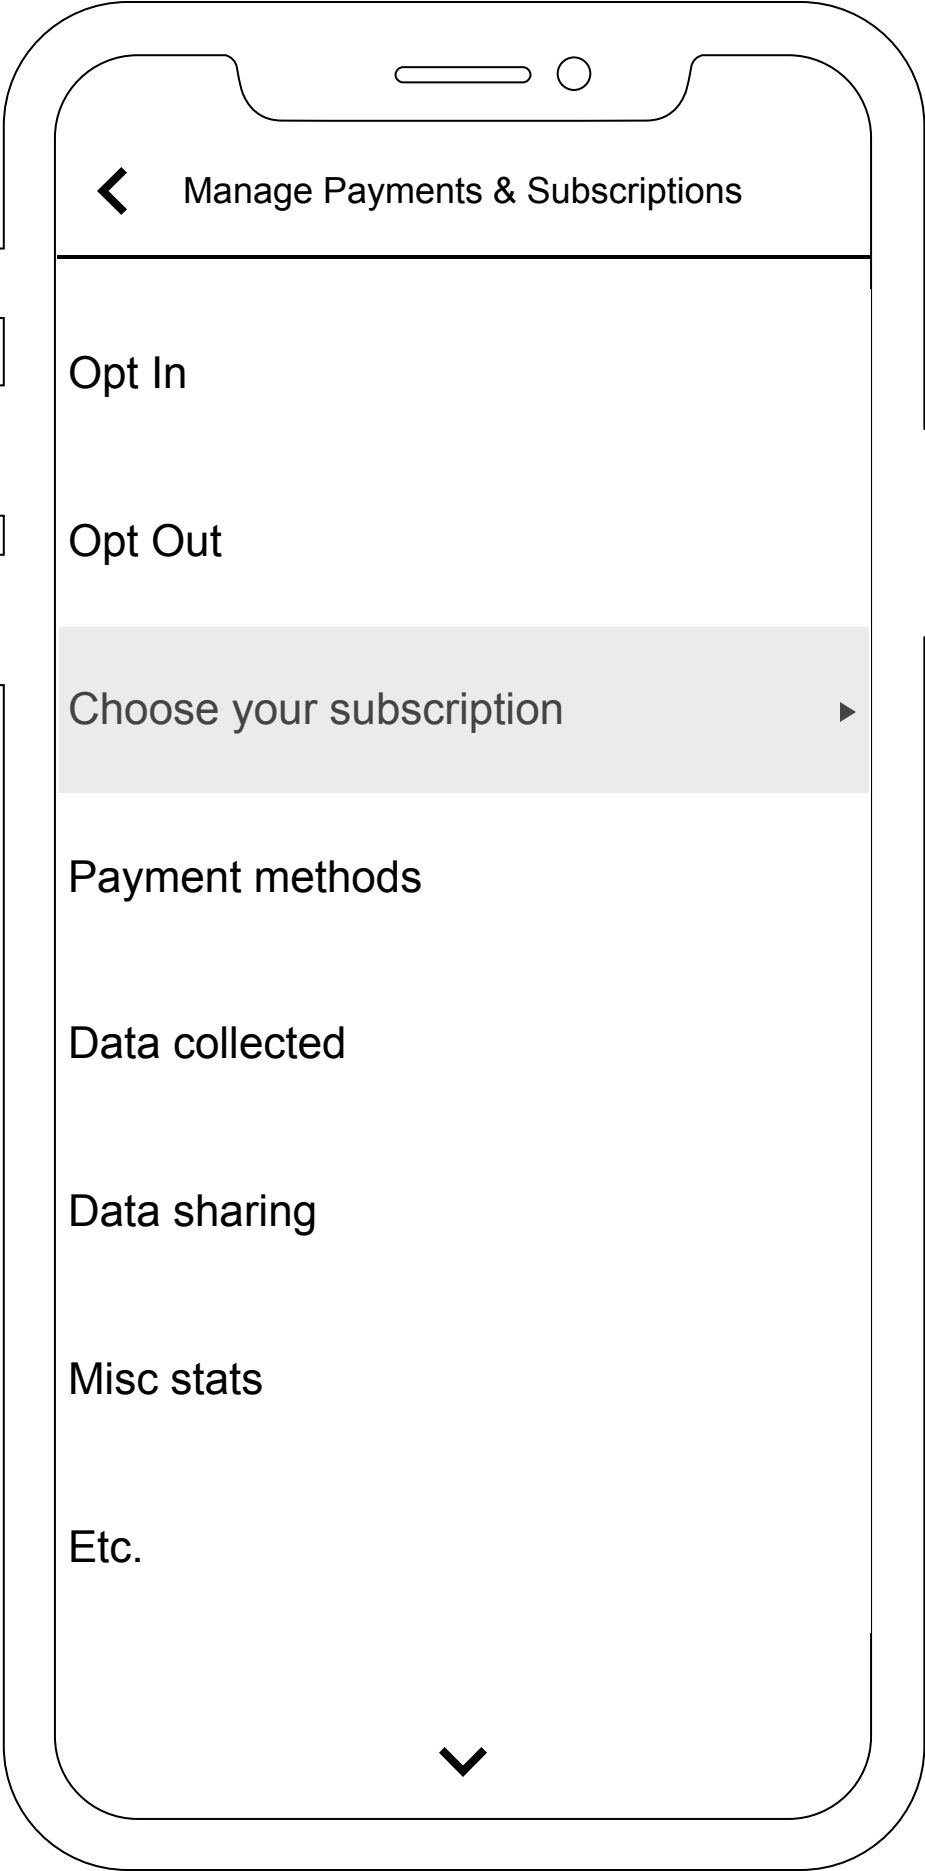 Manage Payments & Subscriptions
Opt In
Opt Out
Choose your subscription
Payment methods
Data collected
Data sharing
Misc stats
Etc.